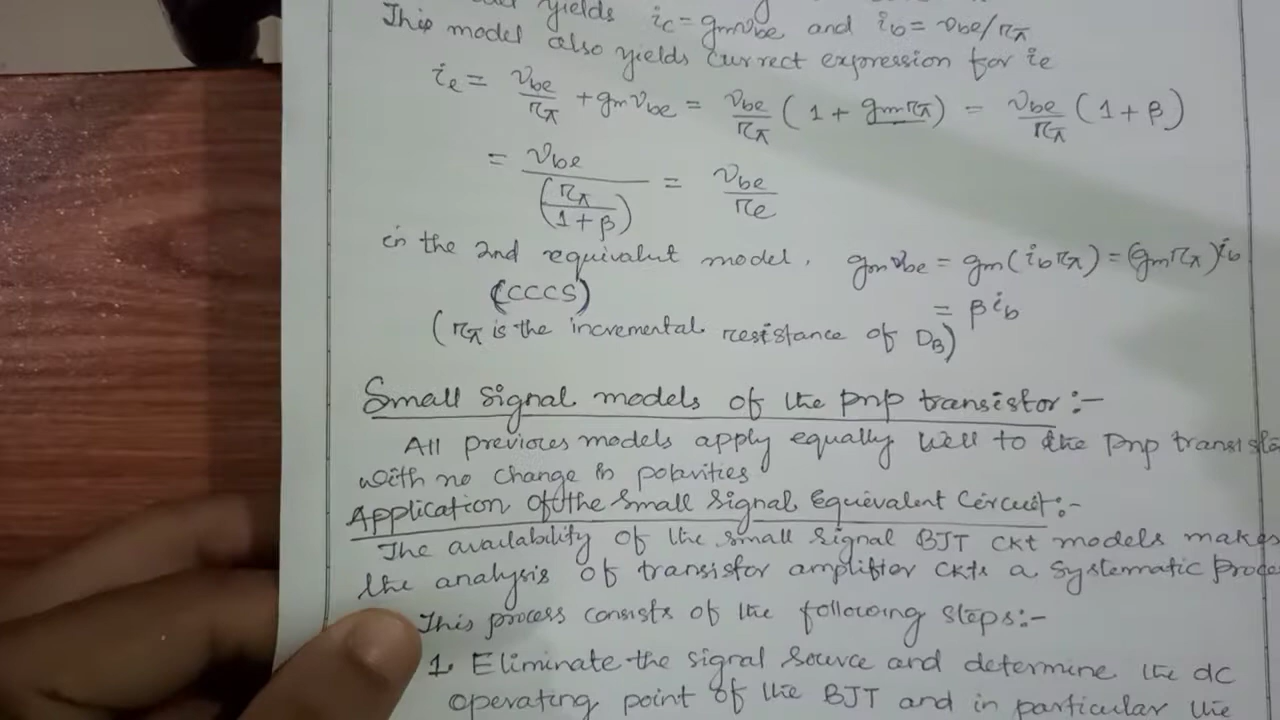 yields ic = gmvbe and ib = vbe/rπ
This model also yields currect expression for ie
ie = vbe/rπ + gmvbe = vbe/rπ (1 + gmrπ) = vbe/rπ (1 + β)
= vbe/(rπ/(1+β)) = vbe/re
in the 2nd equivalent model, gmvbe = gm(ibrπ) = (gmrπ)ib
(CCCS)
= βib
(rπ is the incremental resistance of DB)
Small Signal models of the pnp transistor:-
All previous models apply equally well to the pnp
with no change in polarities
Application of the Small Signal Equivalent Circuit:-
The availability of the small signal BJT ckt models makes
the analysis of transistor amplifier ckts a systematic
This process consists of the following steps:-
1. Eliminate the signal source and determine the dc
operating point of the BJT and in particular the